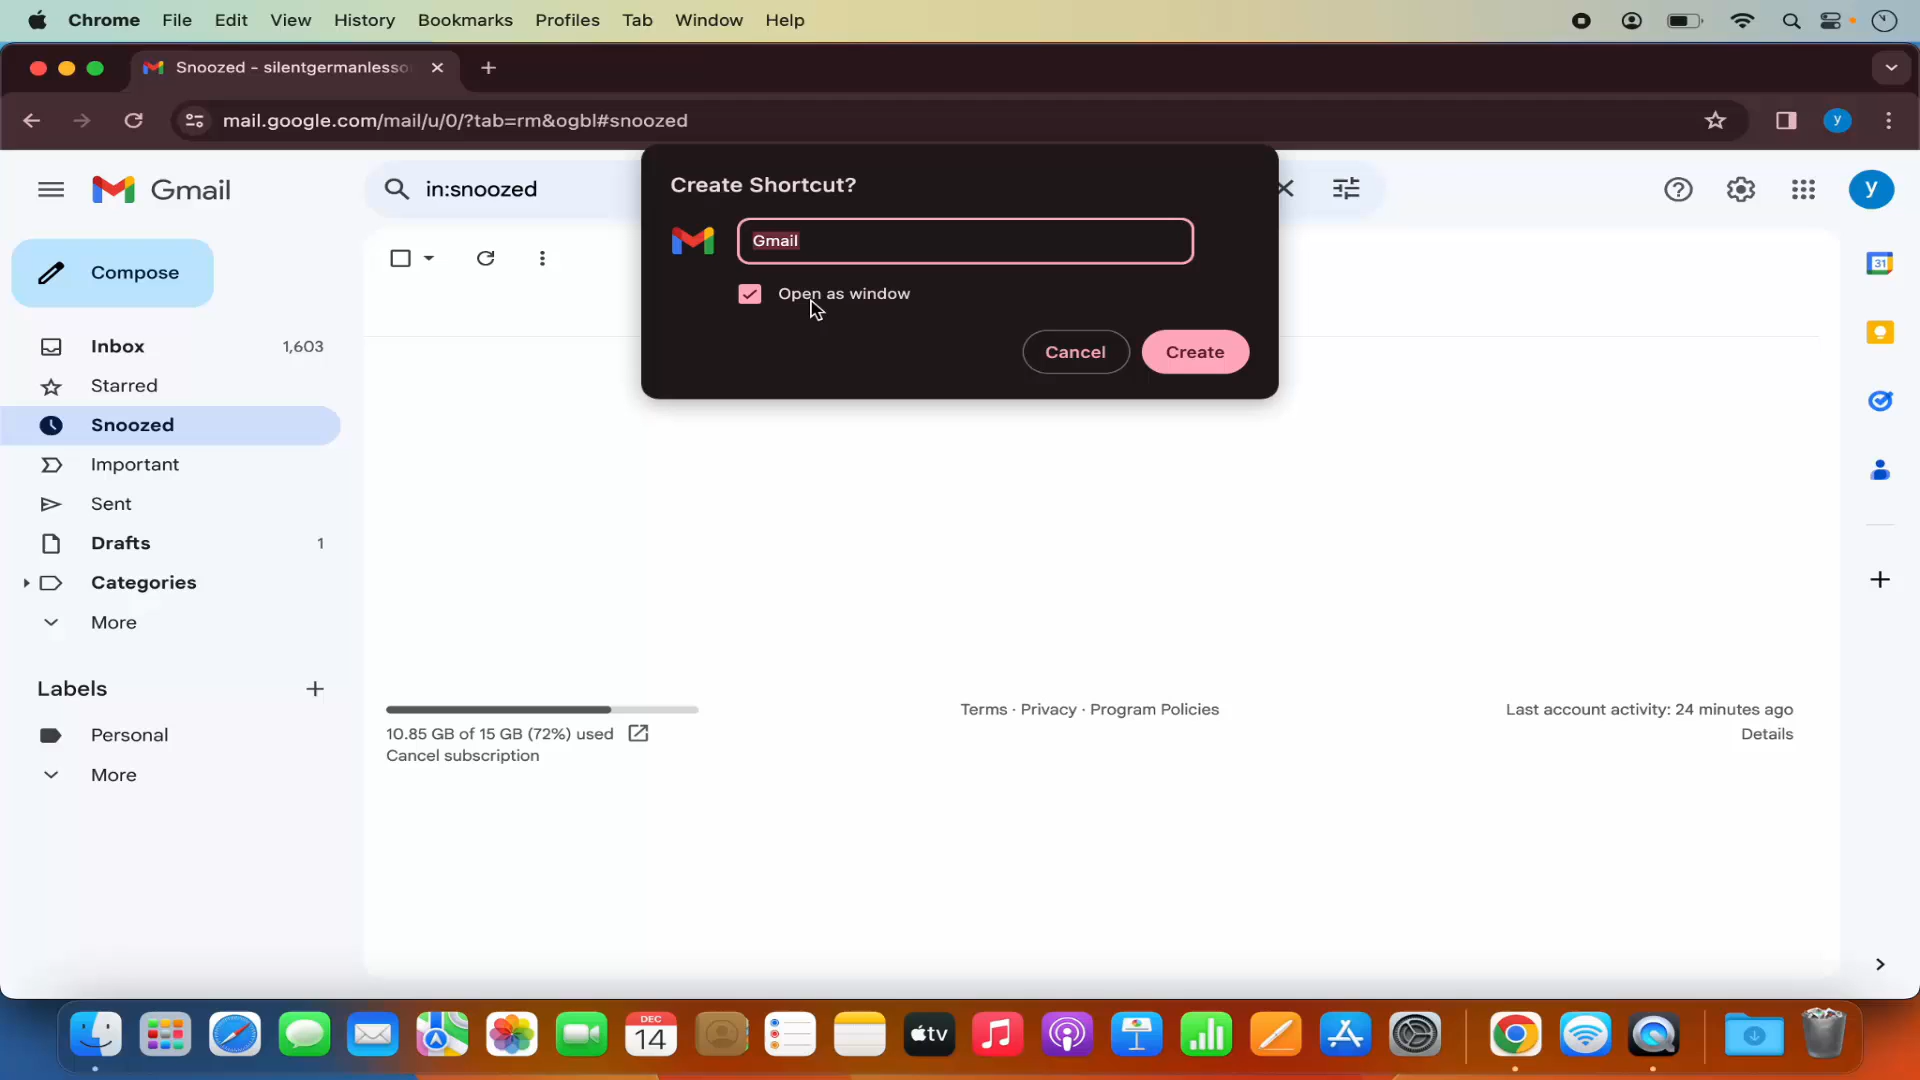 Chrome File Edit View History Bookmarks Profiles Tab Window Help
Snoozed - silentgermanlesso
mail.google.com/mail/u/0/?tab=rm&ogbl#snoozed
y
Gmail
in:snoozed
y
Create Shortcut?
Gmail
Open as window
Cancel Create
Compose
31
Inbox 1,603
Starred
Snoozed
Important
Sent
Drafts 1
Categories
More
Labels
Personal
More
10.85 GB of 15 GB (72%) used
Cancel subscription
Terms · Privacy · Program Policies
Last account activity: 24 minutes ago
Details
DEC
14
tv